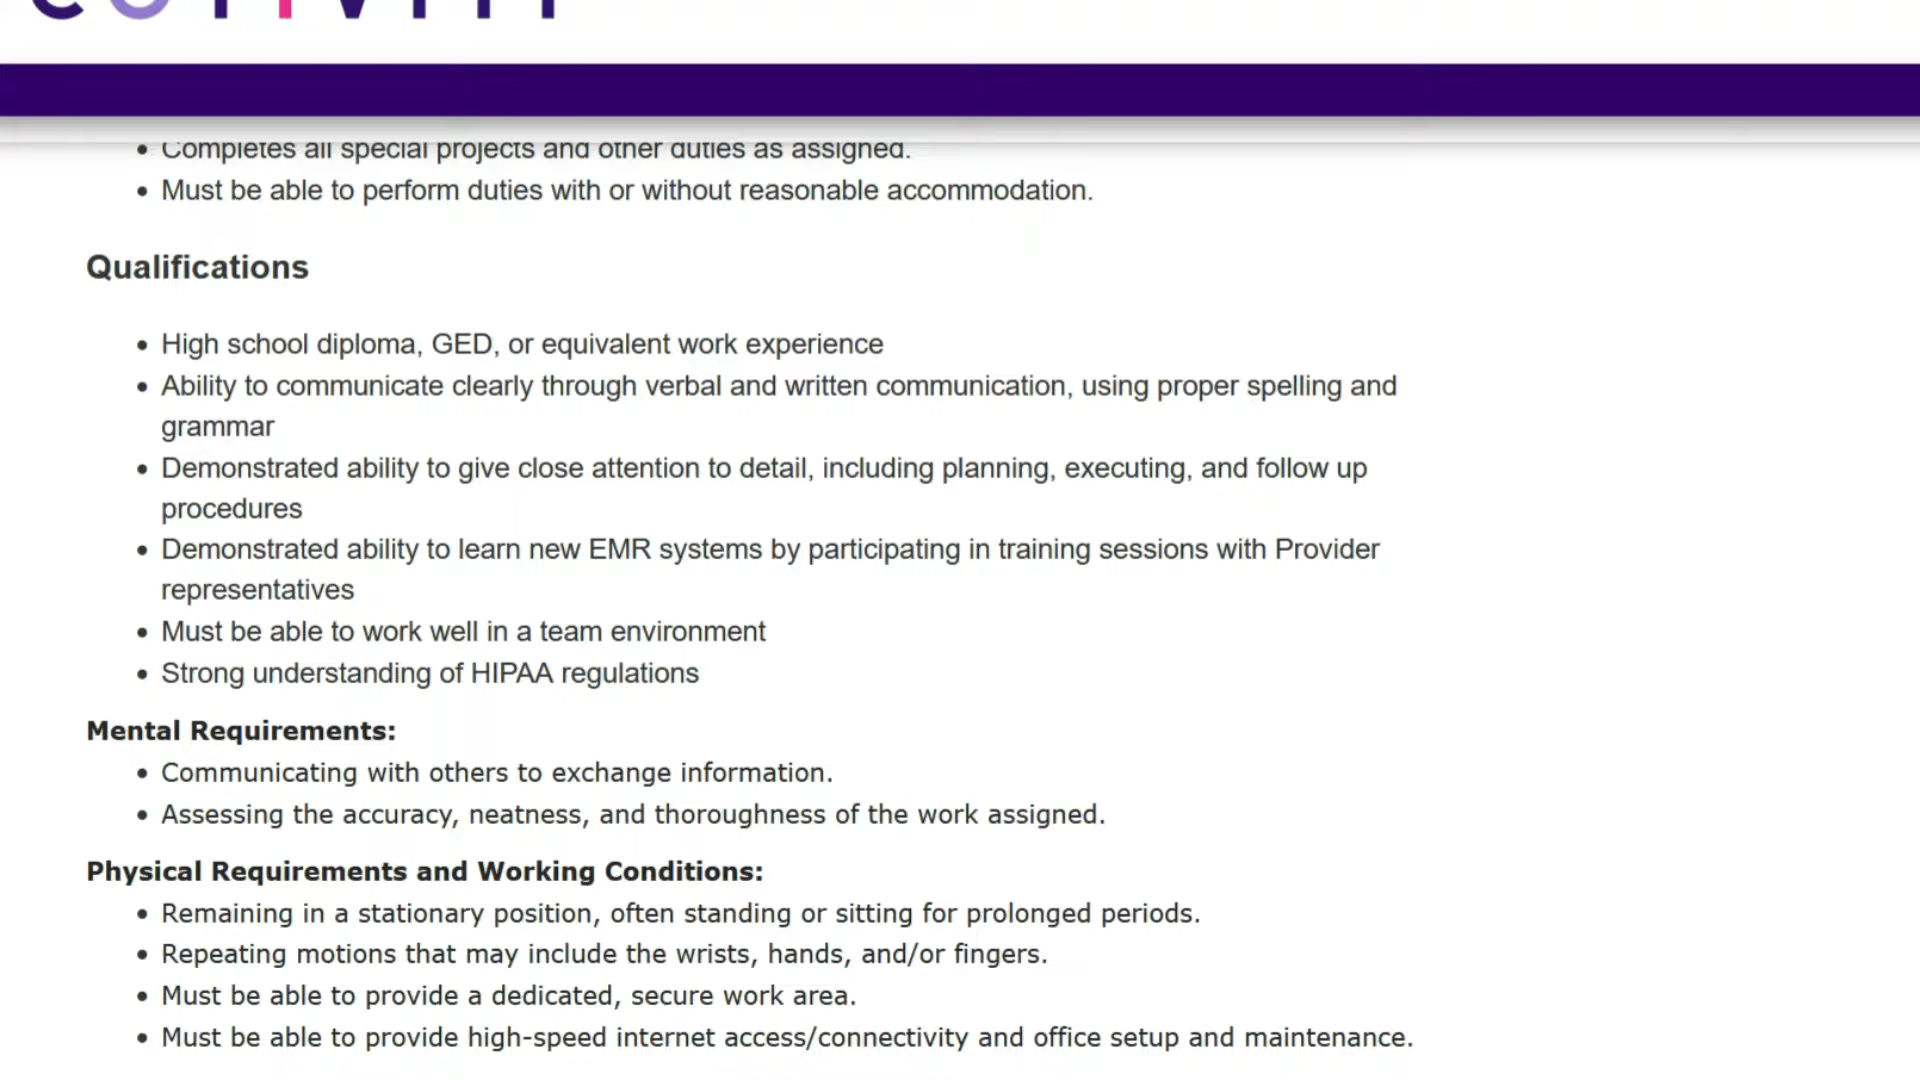 COTIVITI
• Completes all special projects and other duties as assigned.
• Must be able to perform duties with or without reasonable accommodation.
Qualifications
• High school diploma, GED, or equivalent work experience
• Ability to communicate clearly through verbal and written communication, using proper spelling and
grammar
• Demonstrated ability to give close attention to detail, including planning, executing, and follow up
procedures
• Demonstrated ability to learn new EMR systems by participating in training sessions with Provider
representatives
• Must be able to work well in a team environment
• Strong understanding of HIPAA regulations
Mental Requirements:
• Communicating with others to exchange information.
• Assessing the accuracy, neatness, and thoroughness of the work assigned.
Physical Requirements and Working Conditions:
• Remaining in a stationary position, often standing or sitting for prolonged periods.
• Repeating motions that may include the wrists, hands, and/or fingers.
• Must be able to provide a dedicated, secure work area.
• Must be able to provide high-speed internet access/connectivity and office setup and maintenance.